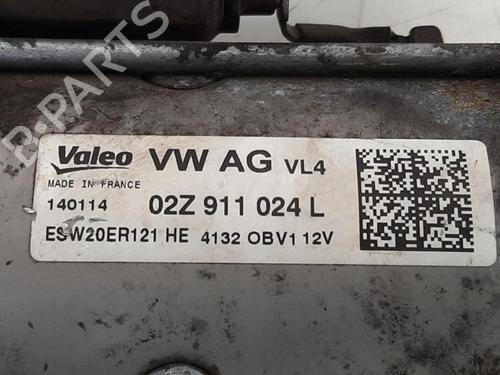 Valeo VW AG VL4
MADE IN FRANCE
140114 02Z 911 024 L
ESW20ER121 HE 4132 OBV1 12V
B-PARTS